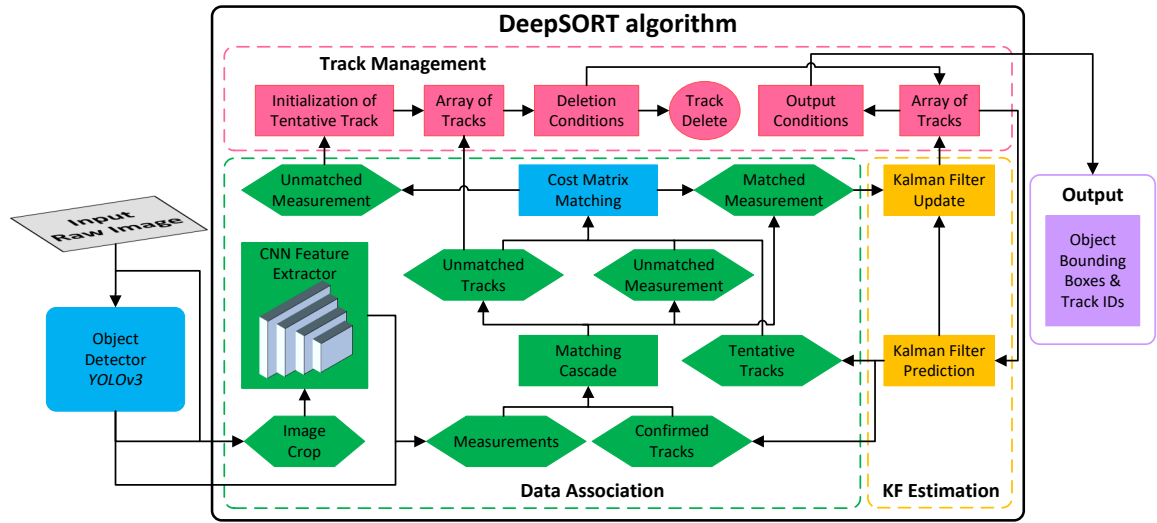 DeepSORT algorithm
Track Management
Initialization of
Tentative Track
Array of
Tracks
Deletion
Conditions
Track
Delete
Output
Conditions
Array of
Tracks
Unmatched
Measurement
Cost Matrix
Matching
Matched
Measurement
Kalman Filter
Update
Input
Raw Image
CNN Feature
Extractor
Unmatched
Tracks
Unmatched
Measurement
Output
Object
Bounding
Boxes &
Track IDs
Object
Detector
YOLOv3
Matching
Cascade
Tentative
Tracks
Kalman Filter
Prediction
Image
Crop
Measurements
Confirmed
Tracks
Data Association
KF Estimation